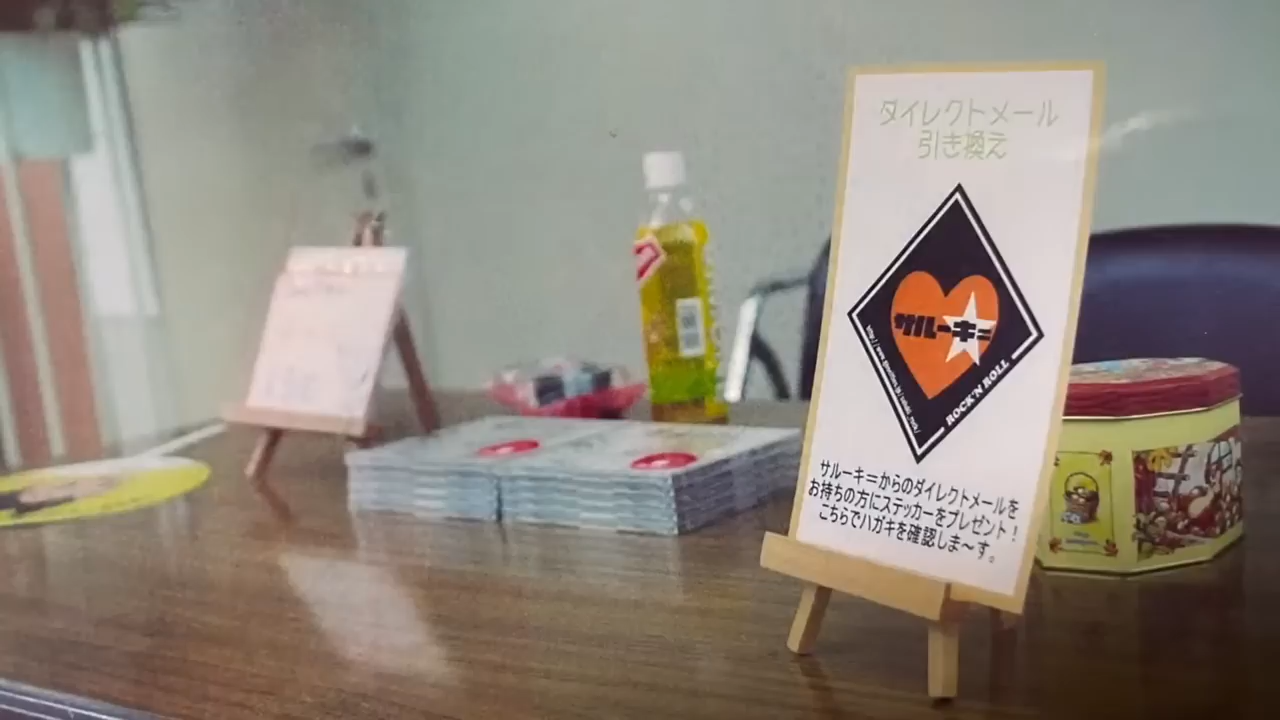 ダイレクトメール
引き換え
サルーキ=
ROCK'N ROLL
サルーキ=からのダイレクトメールを
お持ちの方にステッカーをプレゼント!
こちらでハガキを確認しま〜す。